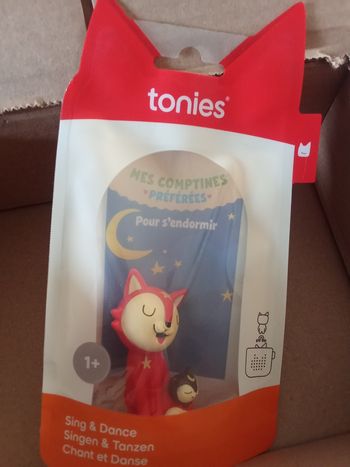 tonies®
MES COMPTINES
PRÉFÉRÉES
Pour s'endormir
1+
Sing & Dance
Singen & Tanzen
Chant et Danse